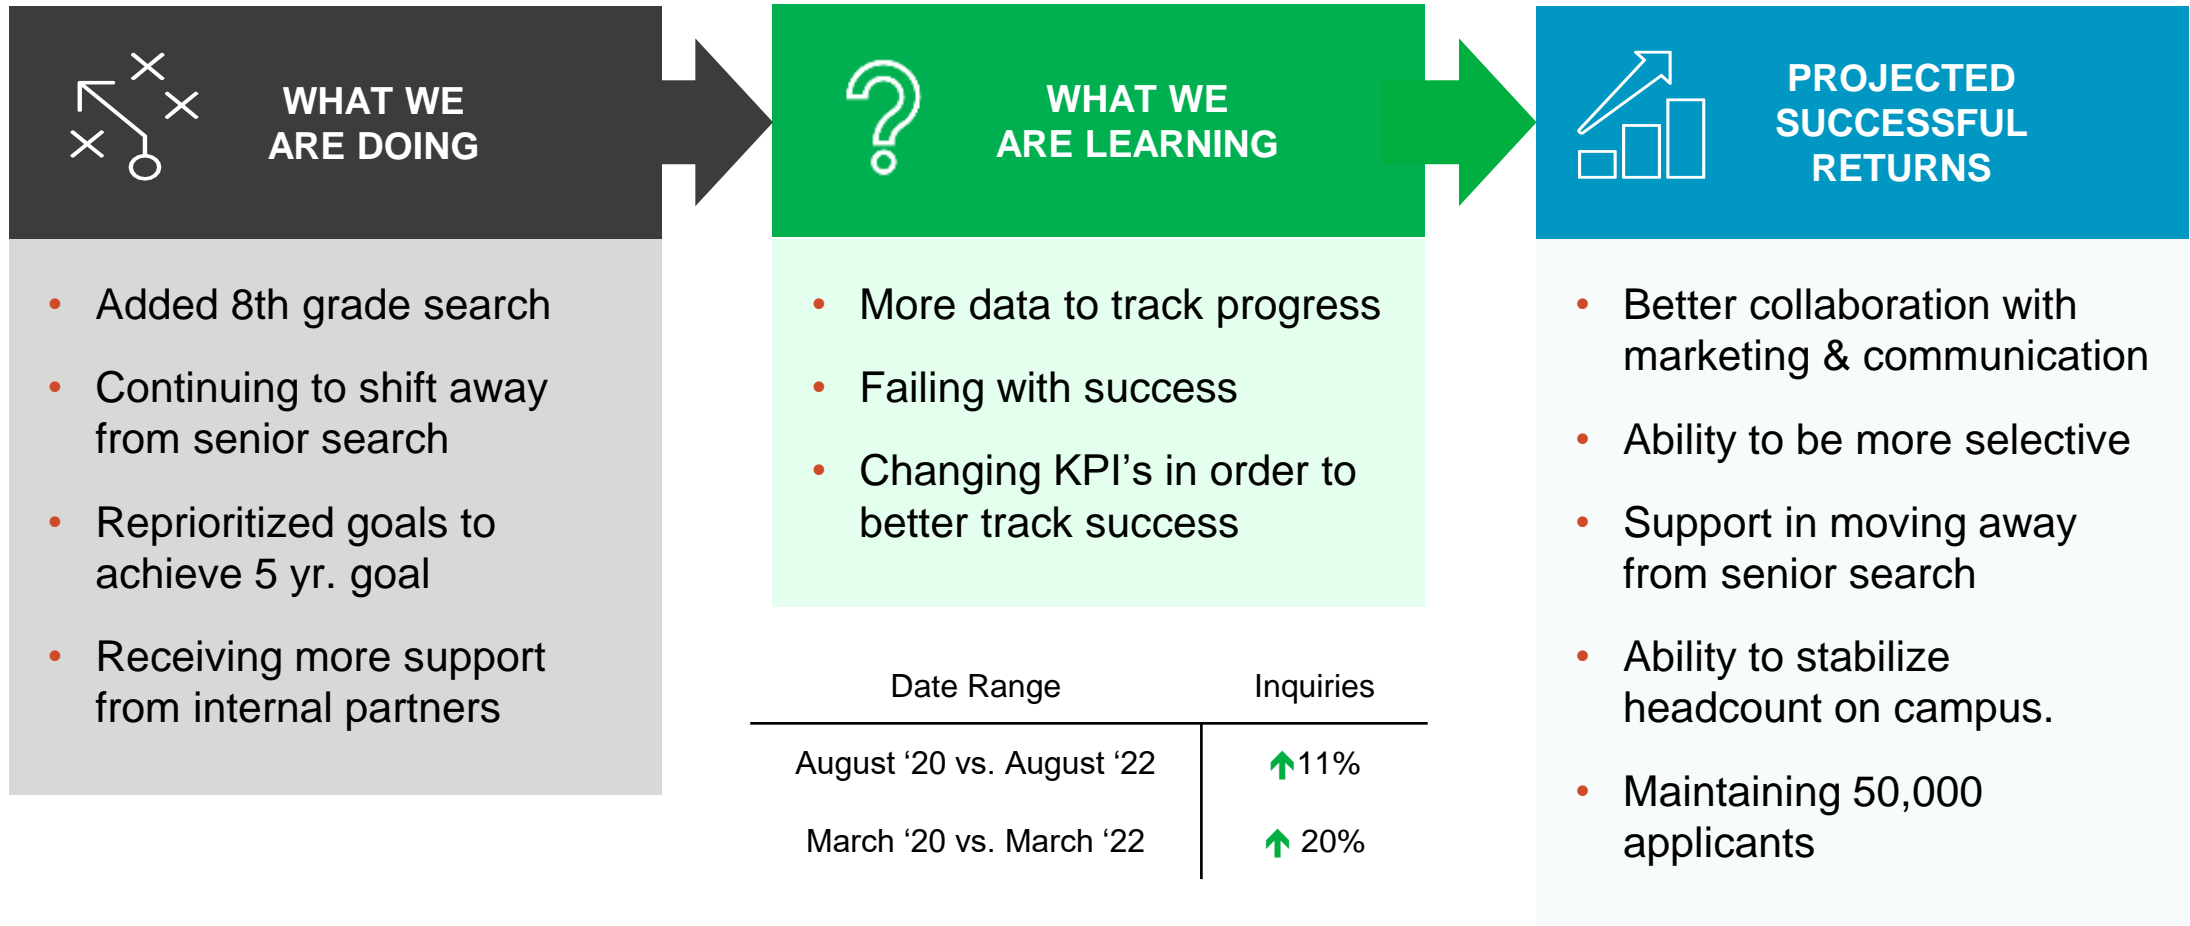 WHAT WE
ARE DOING
• Added 8th grade search
• Continuing to shift away
from senior search
• Reprioritized goals to
achieve 5 yr. goal
• Receiving more support
from internal partners
WHAT WE
ARE LEARNING
• More data to track progress
• Failing with success
• Changing KPI’s in order to
better track success
Date Range Inquiries
August ‘20 vs. August ‘22 11%
March ‘20 vs. March ‘22 20%
PROJECTED
SUCCESSFUL
RETURNS
• Better collaboration with
marketing & communication
• Ability to be more selective
• Support in moving away
from senior search
• Ability to stabilize
headcount on campus.
• Maintaining 50,000
applicants